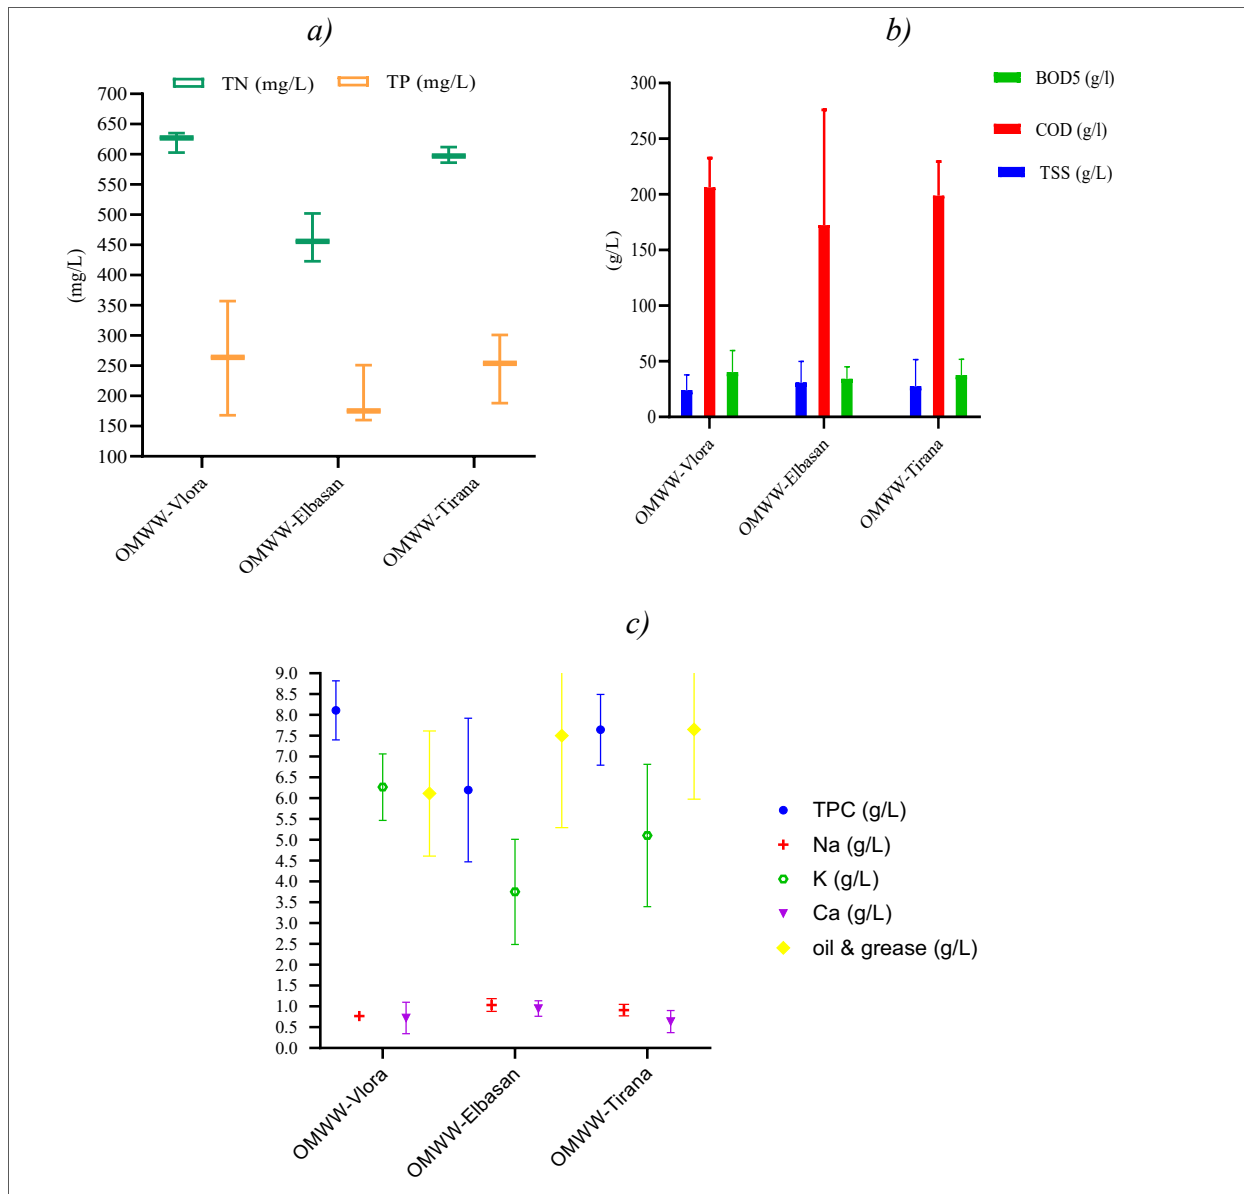 a)
TN (mg/L)
TP (mg/L)
700
650
600
550
500
450
400
350
300
250
200
150
100
(mg/L)
OMWW-Vlora
OMWW-Elbasan
OMWW-Tirana
b)
BOD5 (g/l)
COD (g/l)
TSS (g/L)
300
250
200
150
100
50
0
(g/L)
OMWW-Vlora
OMWW-Elbasan
OMWW-Tirana
c)
9.0
8.5
8.0
7.5
7.0
6.5
6.0
5.5
5.0
4.5
4.0
3.5
3.0
2.5
2.0
1.5
1.0
0.5
0.0
OMWW-Vlora
OMWW-Elbasan
OMWW-Tirana
TPC (g/L)
Na (g/L)
K (g/L)
Ca (g/L)
oil & grease (g/L)